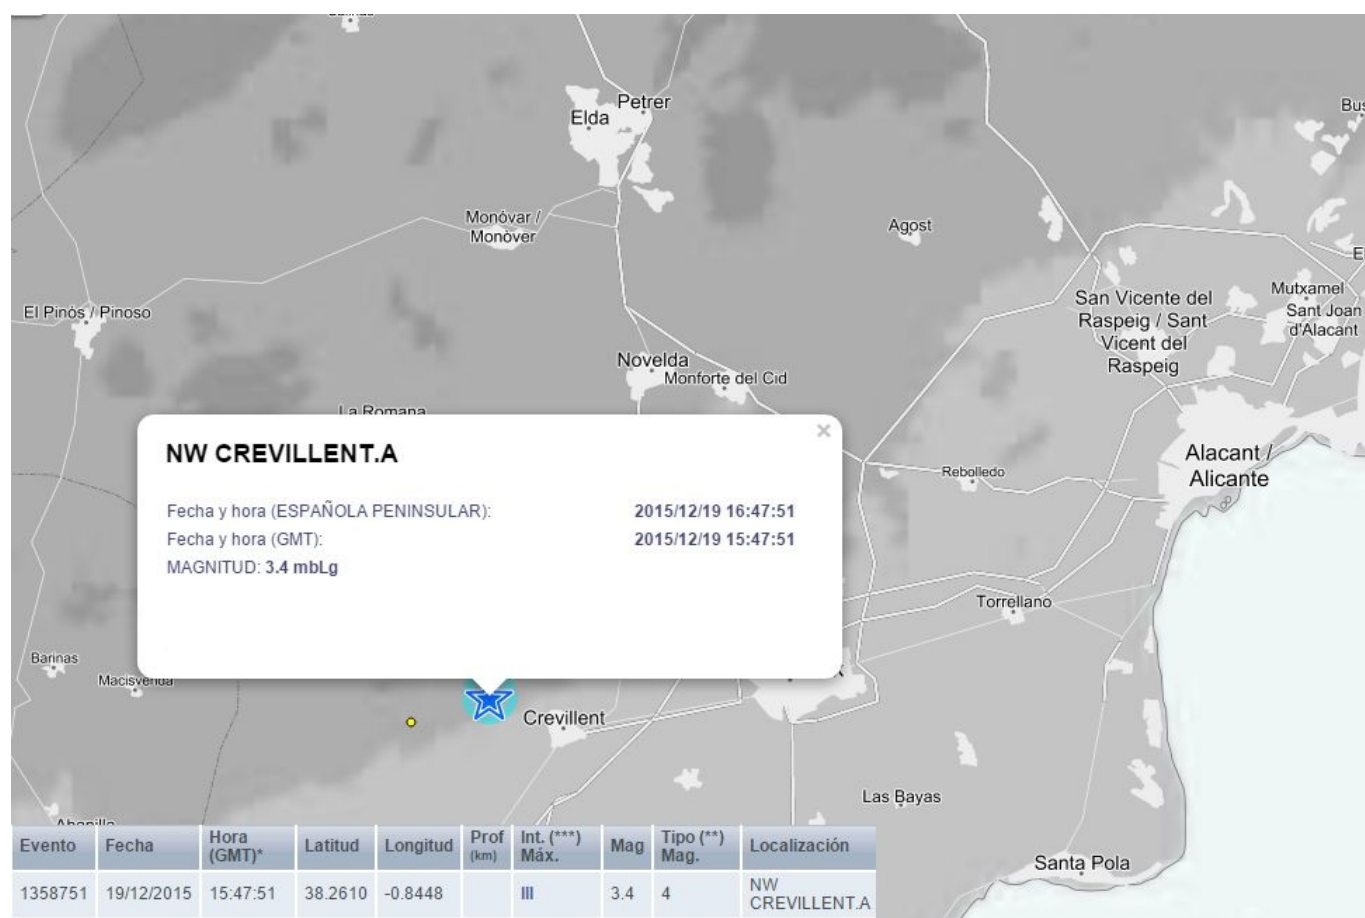 Petrer
Elda
Bus
Monóvar /
Monòver
Agost
El Pinós / Pinoso
San Vicente del
Raspeig / Sant
Vicent del
Raspeig
Mutxamel
Sant Joan
d'Alacant
Novelda
Monforte del Cid
La Romana
Alacant /
Alicante
Rebolledo
NW CREVILLENT.A
×
Fecha y hora (ESPAÑOLA PENINSULAR): 2015/12/19 16:47:51
Fecha y hora (GMT): 2015/12/19 15:47:51
MAGNITUD: 3.4 mbLg
Torrellano
Barinas
Macisvenda
Crevillent
Las Bayas
Santa Pola
Evento Fecha Hora (GMT)* Latitud Longitud Prof (km) Int. (***) Máx. Mag Tipo (**) Mag. Localización
1358751 19/12/2015 15:47:51 38.2610 -0.8448 III 3.4 4 NW CREVILLENT.A